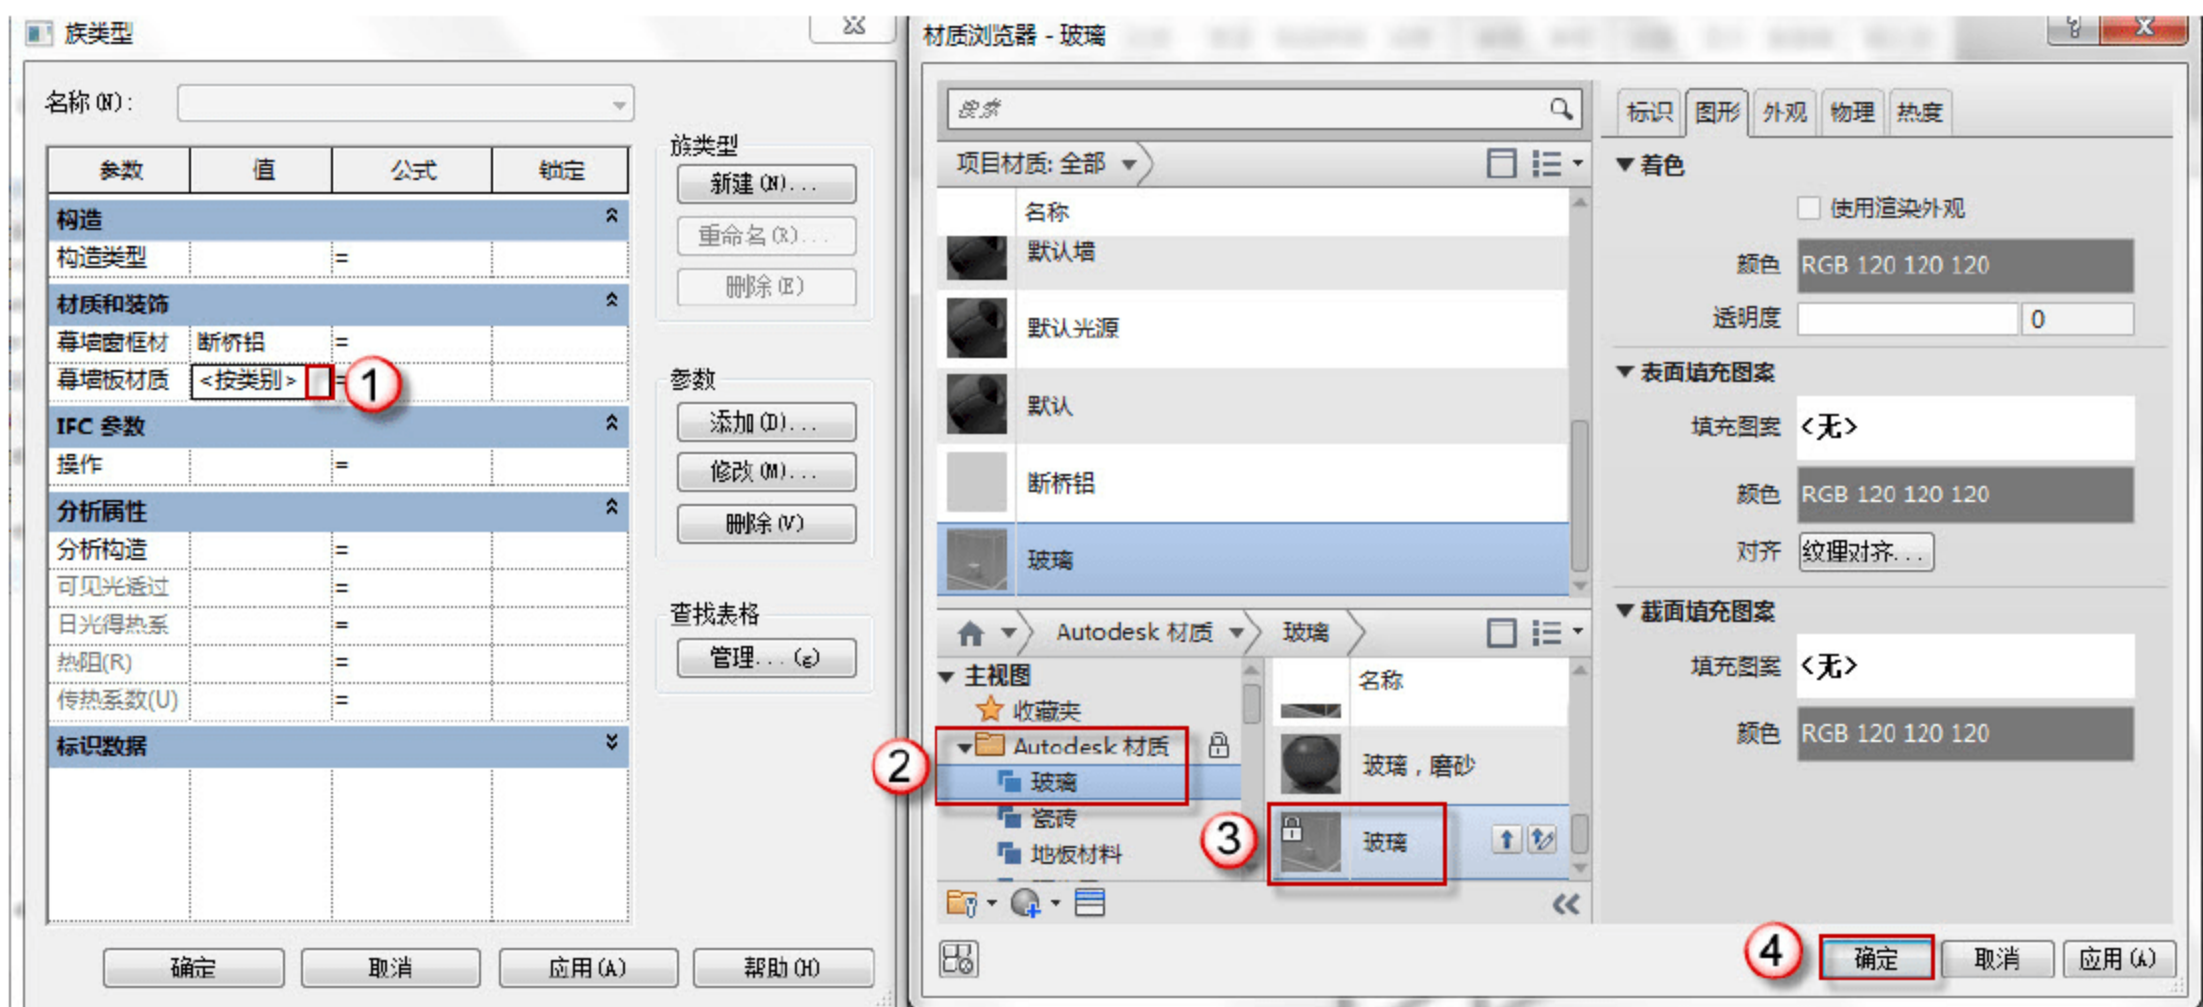 族类型
名称(N):
参数 值 公式 锁定
构造
构造类型 =
材质和装饰
幕墙窗框材 断桥铝 =
幕墙板材质 <按类别> = 1
IFC 参数
操作 =
分析属性
分析构造 =
可见光透过 =
日光得热系 =
热阻(R) =
传热系数(U) =
标识数据
族类型
新建(N)...
重命名(R)...
删除(E)
参数
添加(D)...
修改(M)...
删除(V)
查找表格
管理...(g)
确定 取消 应用(A) 帮助(H)
材质浏览器 - 玻璃
搜索
项目材质: 全部
名称
默认墙
默认光源
默认
断桥铝
玻璃
Autodesk 材质 玻璃
主视图
收藏夹
Autodesk 材质
2
玻璃
瓷砖
地板材料
名称
玻璃，磨砂
3
玻璃
标识 图形 外观 物理 热度
着色
使用渲染外观
颜色 RGB 120 120 120
透明度 0
表面填充图案
填充图案 <无>
颜色 RGB 120 120 120
对齐 纹理对齐...
截面填充图案
填充图案 <无>
颜色 RGB 120 120 120
4 确定 取消 应用(A)